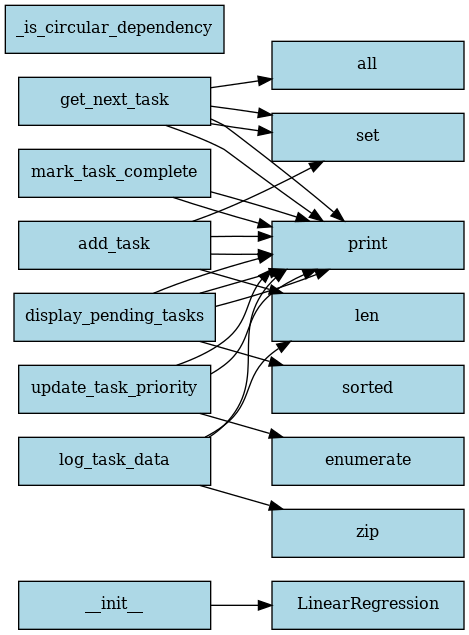 _is_circular_dependency
get_next_task
all
set
mark_task_complete
add_task
print
display_pending_tasks
len
update_task_priority
sorted
log_task_data
enumerate
zip
__init__
LinearRegression